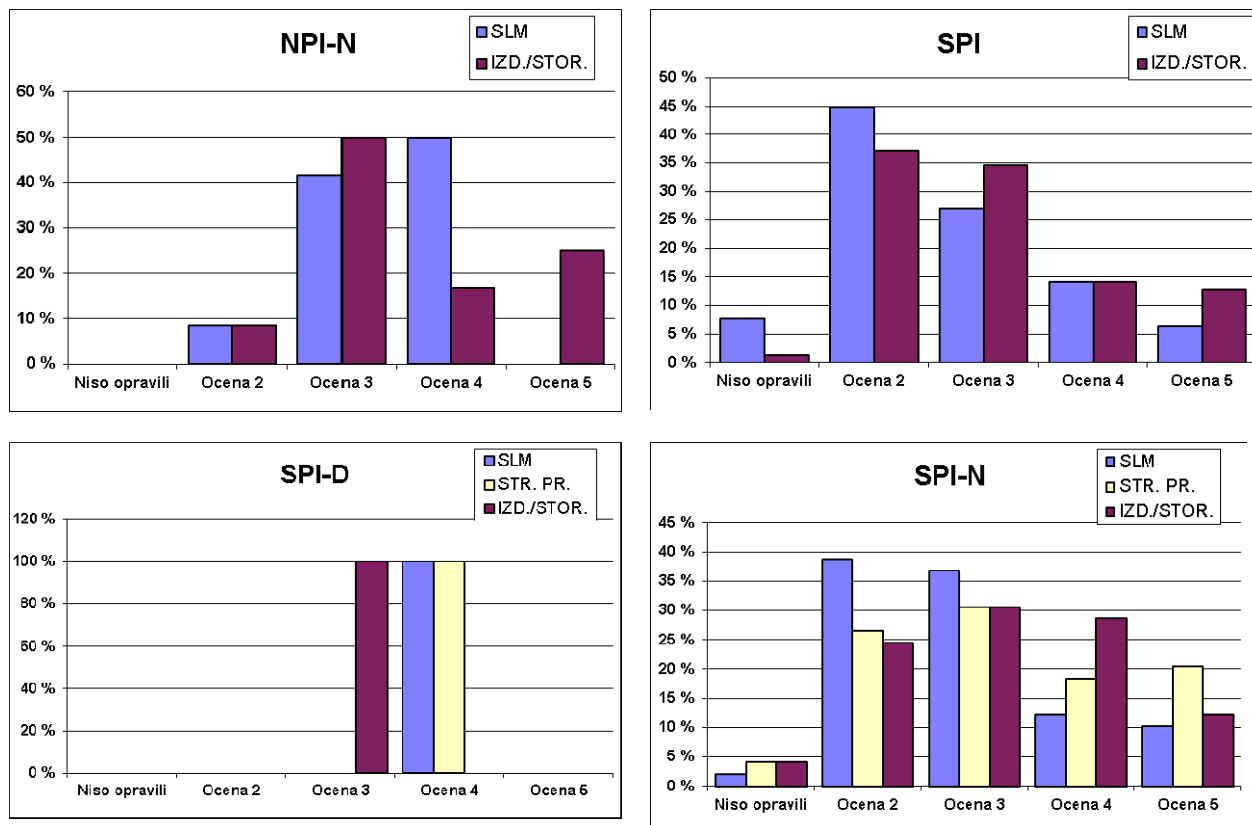 NPI-N
SLM
IZD./STOR.
60 %
50 %
40 %
30 %
20 %
10 %
0 %
Niso opravili Ocena 2 Ocena 3 Ocena 4 Ocena 5
SPI
SLM
IZD./STOR.
50 %
45 %
40 %
35 %
30 %
25 %
20 %
15 %
10 %
5 %
0 %
Niso opravili Ocena 2 Ocena 3 Ocena 4 Ocena 5
SPI-D
SLM
STR. PR.
IZD./STOR.
120 %
100 %
80 %
60 %
40 %
20 %
0 %
Niso opravili Ocena 2 Ocena 3 Ocena 4 Ocena 5
SPI-N
SLM
STR. PR.
IZD./STOR.
45 %
40 %
35 %
30 %
25 %
20 %
15 %
10 %
5 %
0 %
Niso opravili Ocena 2 Ocena 3 Ocena 4 Ocena 5